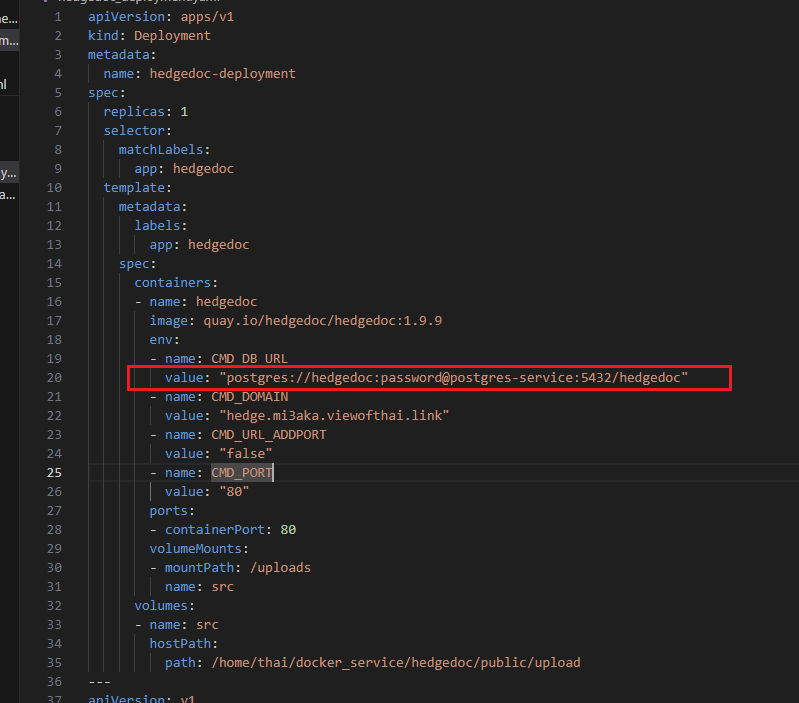 hedgedoc_deployment.yaml
1 apiVersion: apps/v1
2 kind: Deployment
3 metadata:
4 name: hedgedoc-deployment
5 spec:
6 replicas: 1
7 selector:
8 matchLabels:
9 app: hedgedoc
10 template:
11 metadata:
12 labels:
13 app: hedgedoc
14 spec:
15 containers:
16 - name: hedgedoc
17 image: quay.io/hedgedoc/hedgedoc:1.9.9
18 env:
19 - name: CMD_DB_URL
20 value: "postgres://hedgedoc:password@postgres-service:5432/hedgedoc"
21 - name: CMD_DOMAIN
22 value: "hedge.mi3aka.viewofthai.link"
23 - name: CMD_URL_ADDPORT
24 value: "false"
25 - name: CMD_PORT
26 value: "80"
27 ports:
28 - containerPort: 80
29 volumeMounts:
30 - mountPath: /uploads
31 name: src
32 volumes:
33 - name: src
34 hostPath:
35 path: /home/thai/docker_service/hedgedoc/public/upload
36 ---
37 apiVersion: v1